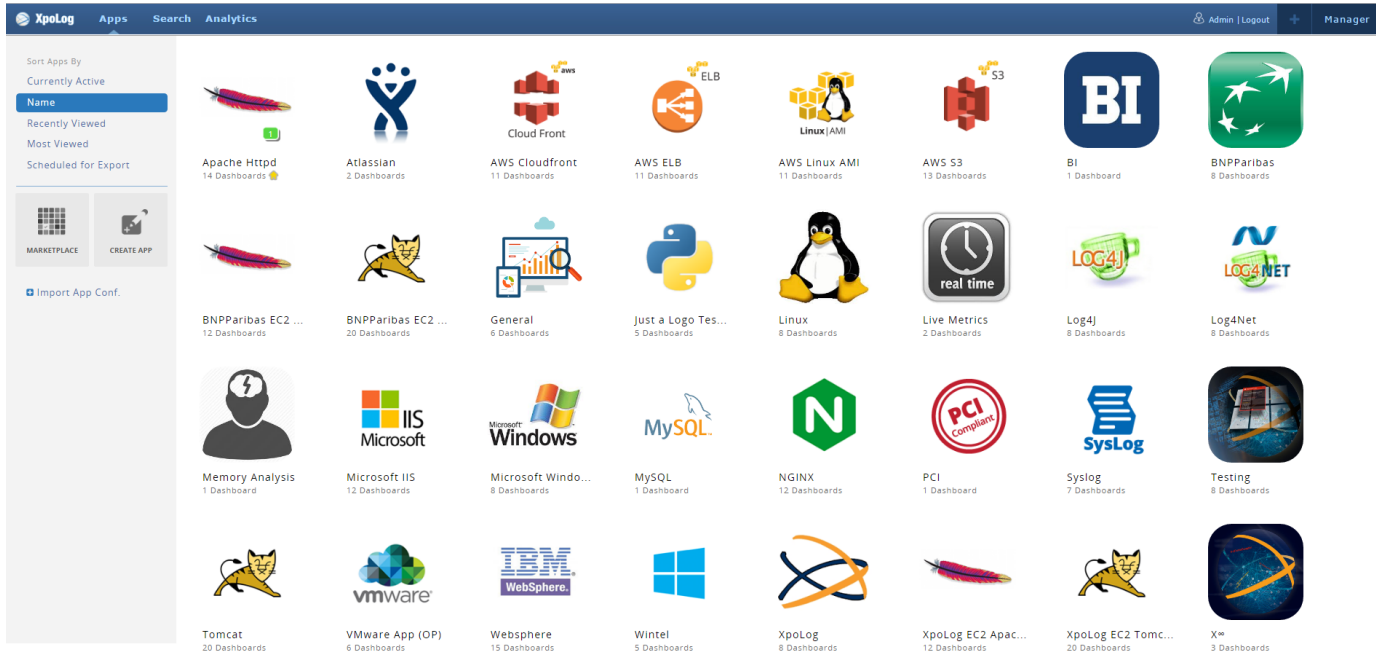 XpoLog Apps Search Analytics Admin | Logout + Manager
Sort Apps By
Currently Active
Name
Recently Viewed
Most Viewed
Scheduled for Export
MARKETPLACE CREATE APP
Import App Conf.
1 aws Cloud Front ELB Linux|AMI S3 BI
Apache Httpd Atlassian AWS Cloudfront AWS ELB AWS Linux AMI AWS S3 BI BNPParibas
14 Dashboards 2 Dashboards 11 Dashboards 11 Dashboards 11 Dashboards 13 Dashboards 1 Dashboard 8 Dashboards
real time LOG4J LOG4NET
BNPParibas EC2 ... BNPParibas EC2 ... General Just a Logo Tes... Linux Live Metrics Log4J Log4Net
12 Dashboards 20 Dashboards 6 Dashboards 5 Dashboards 8 Dashboards 2 Dashboards 8 Dashboards 8 Dashboards
IIS Microsoft Microsoft Windows MySQL N PCI Compliant SysLog
Memory Analysis Microsoft IIS Microsoft Windo... MySQL NGINX PCI Syslog Testing
1 Dashboard 12 Dashboards 8 Dashboards 1 Dashboard 12 Dashboards 1 Dashboard 7 Dashboards 8 Dashboards
vmware IBM. WebSphere.
Tomcat VMware App (OP) Websphere Wintel XpoLog XpoLog EC2 Apac... XpoLog EC2 Tomc... X∞
20 Dashboards 6 Dashboards 15 Dashboards 5 Dashboards 8 Dashboards 12 Dashboards 20 Dashboards 3 Dashboards